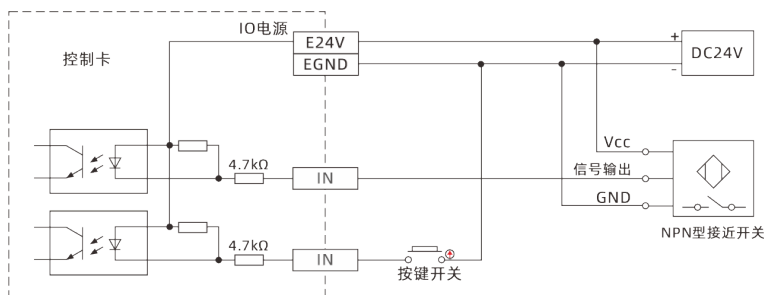 IO电源
E24V
+
DC24V
控制卡
EGND
-
Vcc
4.7kΩ
信号输出
IN
GND
NPN型接近开关
4.7kΩ
IN
按键开关